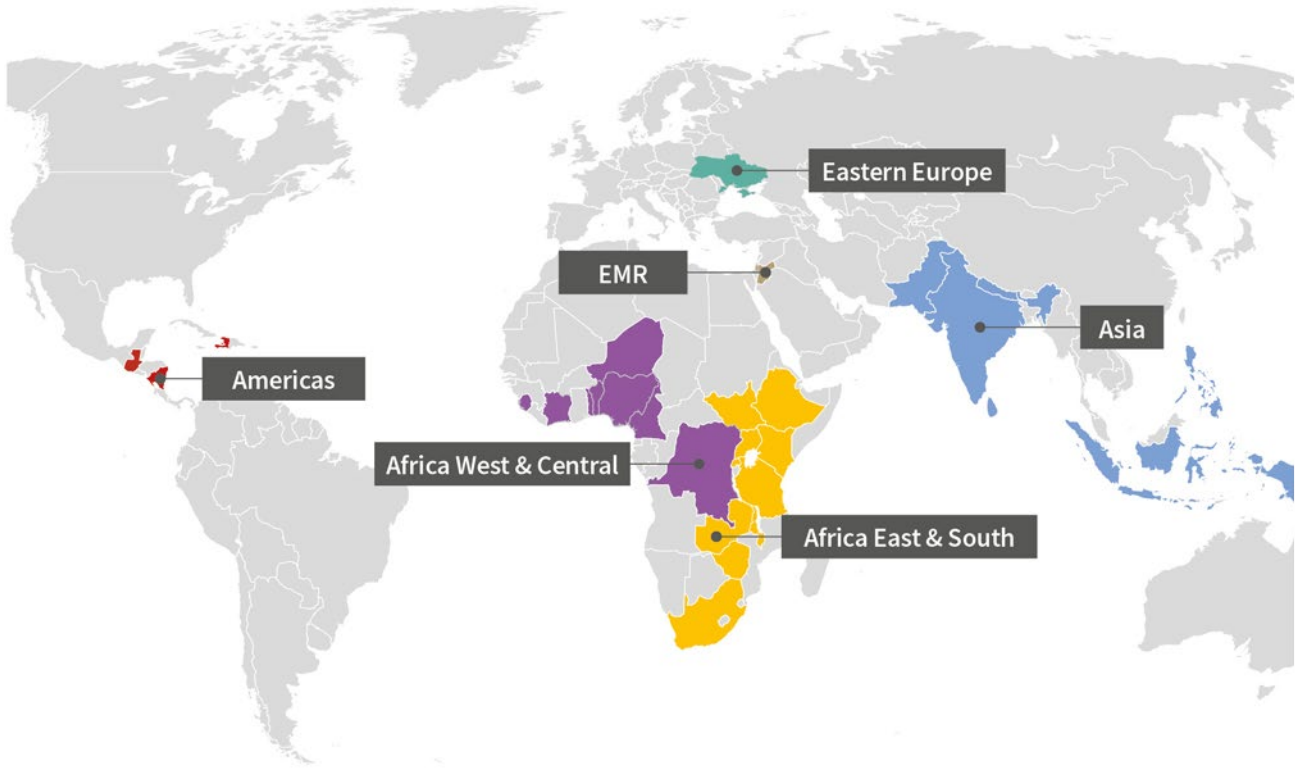 Eastern Europe
EMR
Asia
Americas
Africa West & Central
Africa East & South